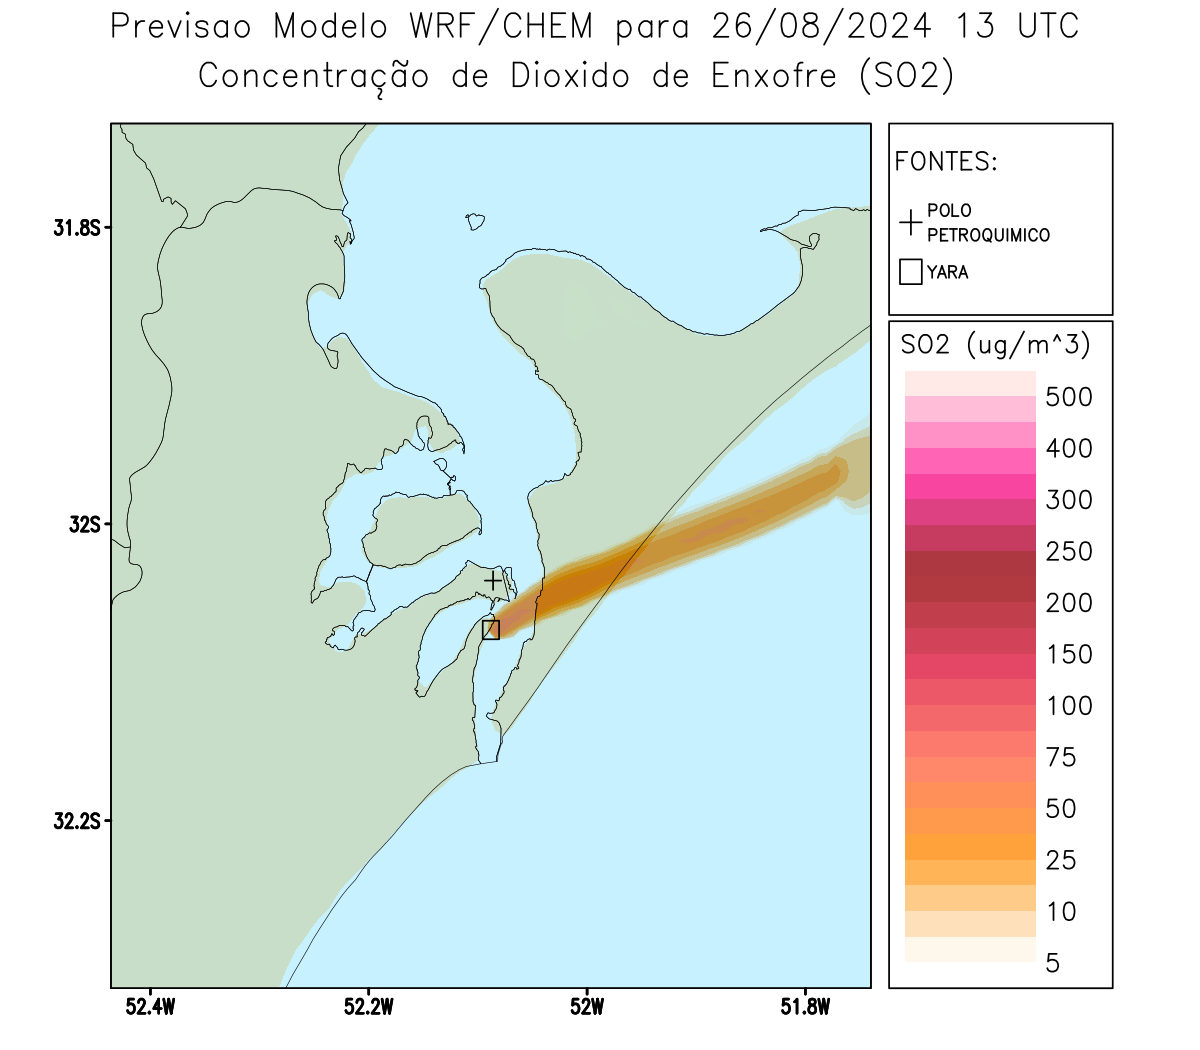 Previsao Modelo WRF/CHEM para 26/08/2024 13 UTC
Concentração de Dioxido de Enxofre (SO2)
FONTES:
POLO
PETROQUIMICO
YARA
SO2 (ug/m^3)
500
400
300
250
200
150
100
75
50
25
10
5
31.8S
32S
32.2S
52.4W 52.2W 52W 51.8W